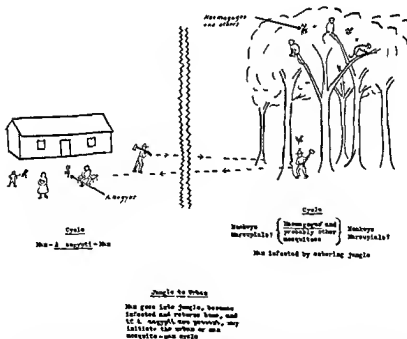 Haemagogus
and others
A aegypti
Cycle
Man - A aegypti - Man
Cycle
Monkeys
Marsupials?
Haemagogus and
probably other
mosquitoes
Monkeys
Marsupials?
Man infected by entering jungle
Jungle to Urban
Man goes into jungle, becomes
infected and returns home, and
if A aegypti are present, may
initiate the urban or man
mosquito-man cycle